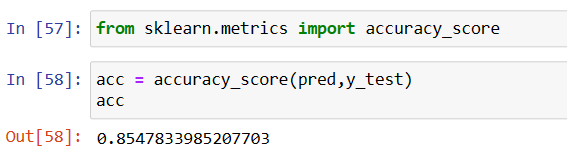 In [57]: from sklearn.metrics import accuracy_score
In [58]: acc = accuracy_score(pred,y_test)
acc
Out[58]: 0.8547833985207703